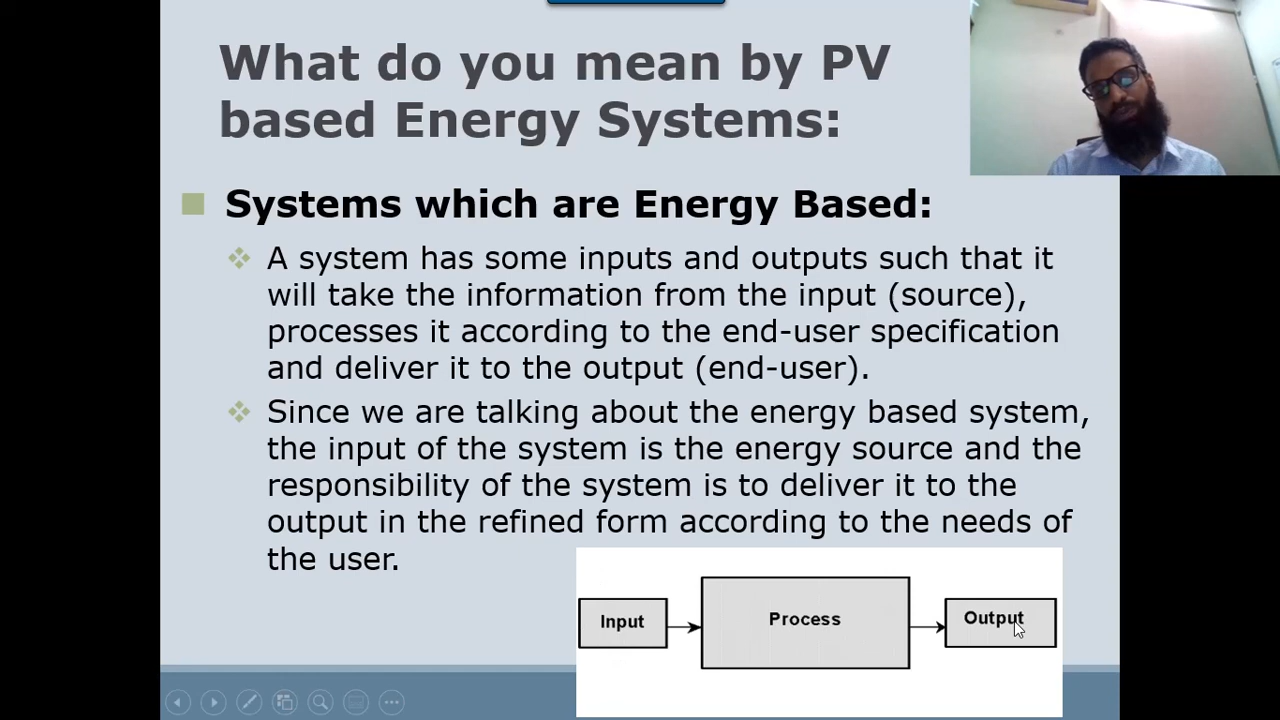 What do you mean by PV
based Energy Systems:
Systems which are Energy Based:
A system has some inputs and outputs such that it
will take the information from the input (source),
processes it according to the end-user specification
and deliver it to the output (end-user).
Since we are talking about the energy based system,
the input of the system is the energy source and the
responsibility of the system is to deliver it to the
output in the refined form according to the needs of
the user.
Input
Process
Output